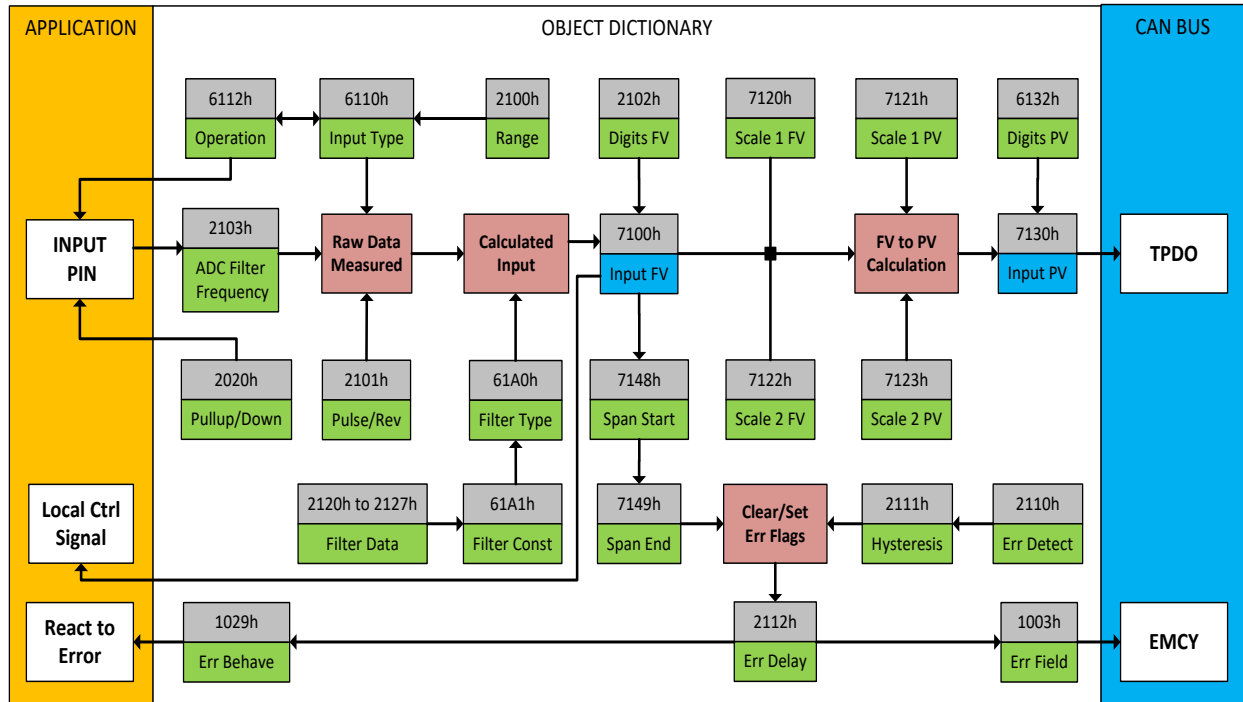 APPLICATION
OBJECT DICTIONARY
CAN BUS
6112h
Operation
6110h
Input Type
2100h
Range
2102h
Digits FV
7120h
Scale 1 FV
7121h
Scale 1 PV
6132h
Digits PV
INPUT
PIN
2103h
ADC Filter
Frequency
Raw Data
Measured
Calculated
Input
7100h
Input FV
FV to PV
Calculation
7130h
Input PV
TPDO
2020h
Pullup/Down
2101h
Pulse/Rev
61A0h
Filter Type
7148h
Span Start
7122h
Scale 2 FV
7123h
Scale 2 PV
Local Ctrl
Signal
2120h to 2127h
Filter Data
61A1h
Filter Const
7149h
Span End
Clear/Set
Err Flags
2111h
Hysteresis
2110h
Err Detect
React to
Error
1029h
Err Behave
2112h
Err Delay
1003h
Err Field
EMCY